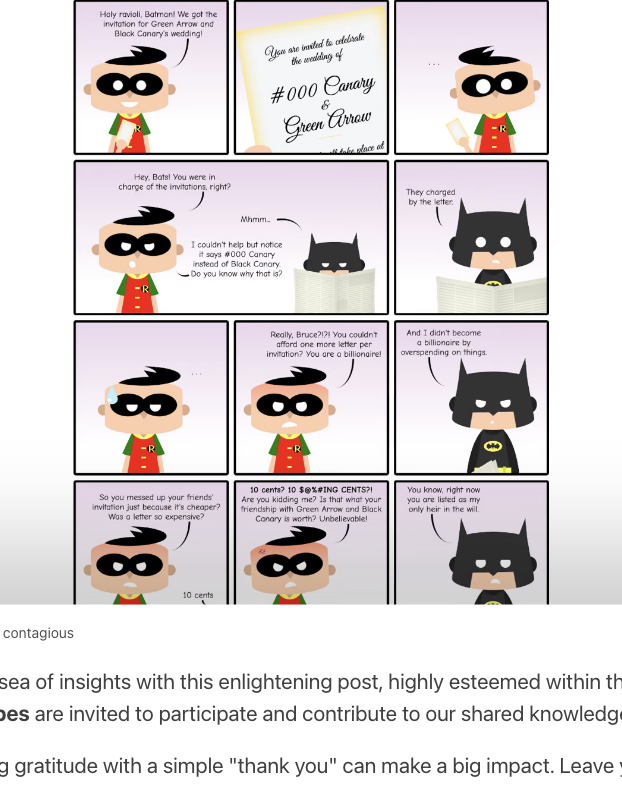 Holy ravioli, Batman! We got the
invitation for Green Arrow and
Black Canary's wedding!
R
You are invited to celebrate
the wedding of
#000 Canary
&
Green Arrow
will take place at
...
R
Hey, Bats! You were in
charge of the invitations, right?
Mhmm..
I couldn't help but notice
it says #000 Canary
instead of Black Canary.
Do you know why that is?
R
They charged
by the letter.
...
R
Really, Bruce?!?! You couldn't
afford one more letter per
invitation? You are a billionaire!
R
And I didn't become
a billionaire by
overspending on things.
So you messed up your friends'
invitation just because it's cheaper?
Was a letter so expensive?
10 cents
10 cents? 10 $@%#ING CENTS?!
Are you kidding me? Is that what your
friendship with Green Arrow and Black
Canary is worth? Unbelievable!
You know, right now
you are listed as my
only heir in the will.
contagious
sea of insights with this enlightening post, highly esteemed within th
pes are invited to participate and contribute to our shared knowledge
g gratitude with a simple "thank you" can make a big impact. Leave y